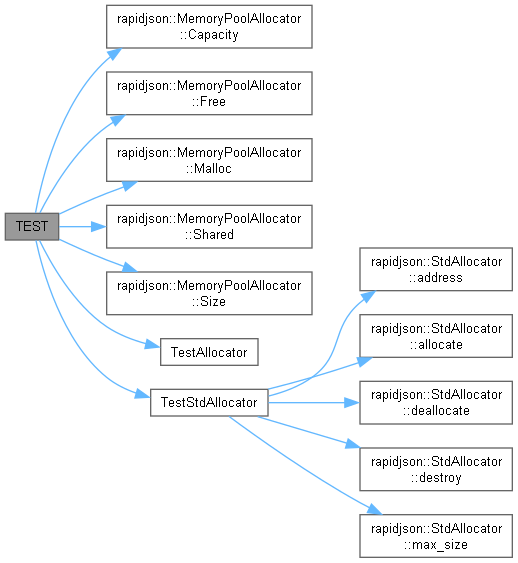 rapidjson::MemoryPoolAllocator
::Capacity
rapidjson::MemoryPoolAllocator
::Free
rapidjson::MemoryPoolAllocator
::Malloc
TEST
rapidjson::MemoryPoolAllocator
::Shared
rapidjson::MemoryPoolAllocator
::Size
TestAllocator
TestStdAllocator
rapidjson::StdAllocator
::address
rapidjson::StdAllocator
::allocate
rapidjson::StdAllocator
::deallocate
rapidjson::StdAllocator
::destroy
rapidjson::StdAllocator
::max_size